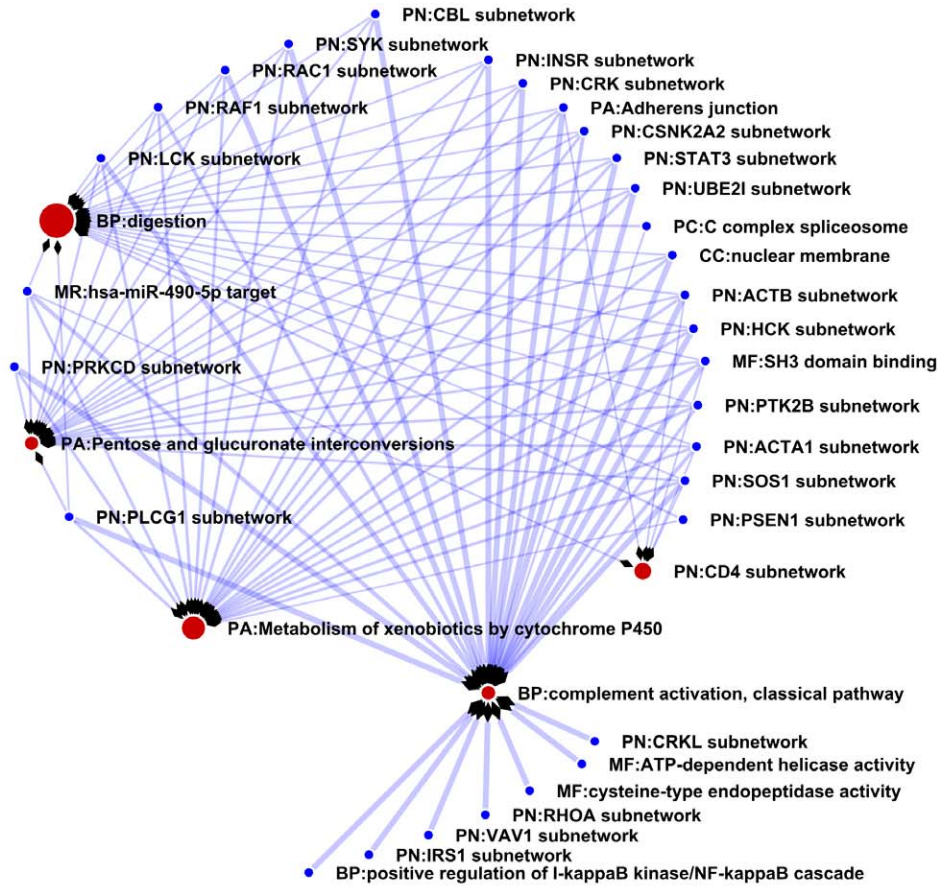 PN:CBL subnetwork
PN:SYK subnetwork
PN:INSR subnetwork
PN:RAC1 subnetwork
PN:CRK subnetwork
PN:RAF1 subnetwork
PA:Adherens junction
PN:CSNK2A2 subnetwork
PN:LCK subnetwork
PN:STAT3 subnetwork
PN:UBE2I subnetwork
BP:digestion
PC:C complex spliceosome
CC:nuclear membrane
MR:hsa-miR-490-5p target
PN:ACTB subnetwork
PN:HCK subnetwork
MF:SH3 domain binding
PN:PRKCD subnetwork
PN:PTK2B subnetwork
PA:Pentose and glucuronate interconversions
PN:ACTA1 subnetwork
PN:SOS1 subnetwork
PN:PLCG1 subnetwork
PN:PSEN1 subnetwork
PN:CD4 subnetwork
PA:Metabolism of xenobiotics by cytochrome P450
BP:complement activation, classical pathway
PN:CRKL subnetwork
MF:ATP-dependent helicase activity
MF:cysteine-type endopeptidase activity
PN:RHOA subnetwork
PN:VAV1 subnetwork
PN:IRS1 subnetwork
BP:positive regulation of I-kappaB kinase/NF-kappaB cascade